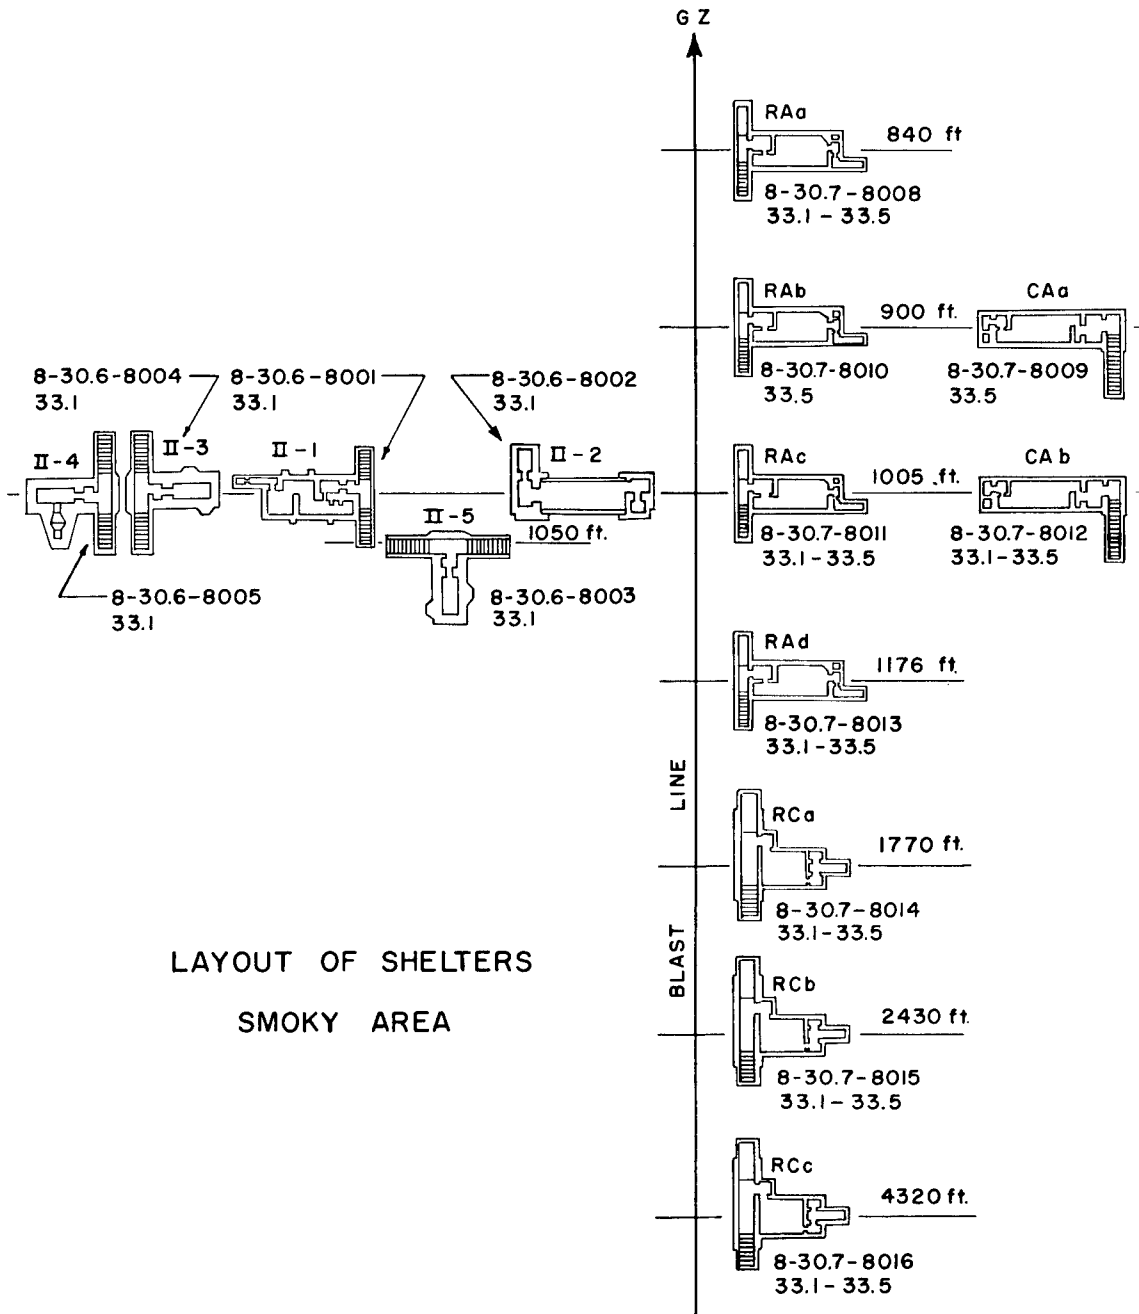 GZ
RAa
840 ft
8-30.7-8008
33.1-33.5
RAb
900 ft.
CAa
8-30.7-8010
33.5
8-30.7-8009
33.5
8-30.6-8004
33.1
8-30.6-8001
33.1
8-30.6-8002
33.1
II-4
II-3
II-1
II-2
RAc
1005 ft.
CAb
II-5
1050 ft.
8-30.7-8011
33.1-33.5
8-30.7-8012
33.1-33.5
8-30.6-8005
33.1
8-30.6-8003
33.1
RAd
1176 ft.
8-30.7-8013
33.1-33.5
BLAST LINE
RCa
1770 ft.
8-30.7-8014
33.1-33.5
LAYOUT OF SHELTERS
SMOKY AREA
RCb
2430 ft.
8-30.7-8015
33.1-33.5
RCc
4320 ft.
8-30.7-8016
33.1-33.5